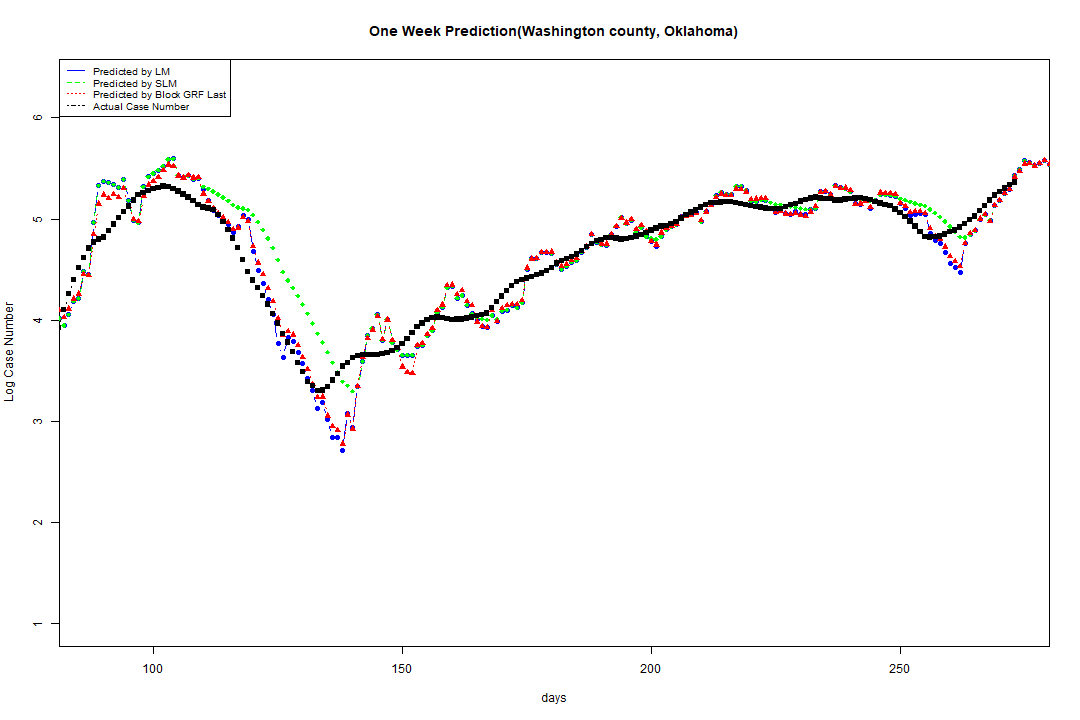 One Week Prediction(Washington county, Oklahoma)
Predicted by LM
Predicted by SLM
Predicted by Block GRF Last
Actual Case Number
6
5
4
3
2
1
Log Case Number
100 150 200 250
days